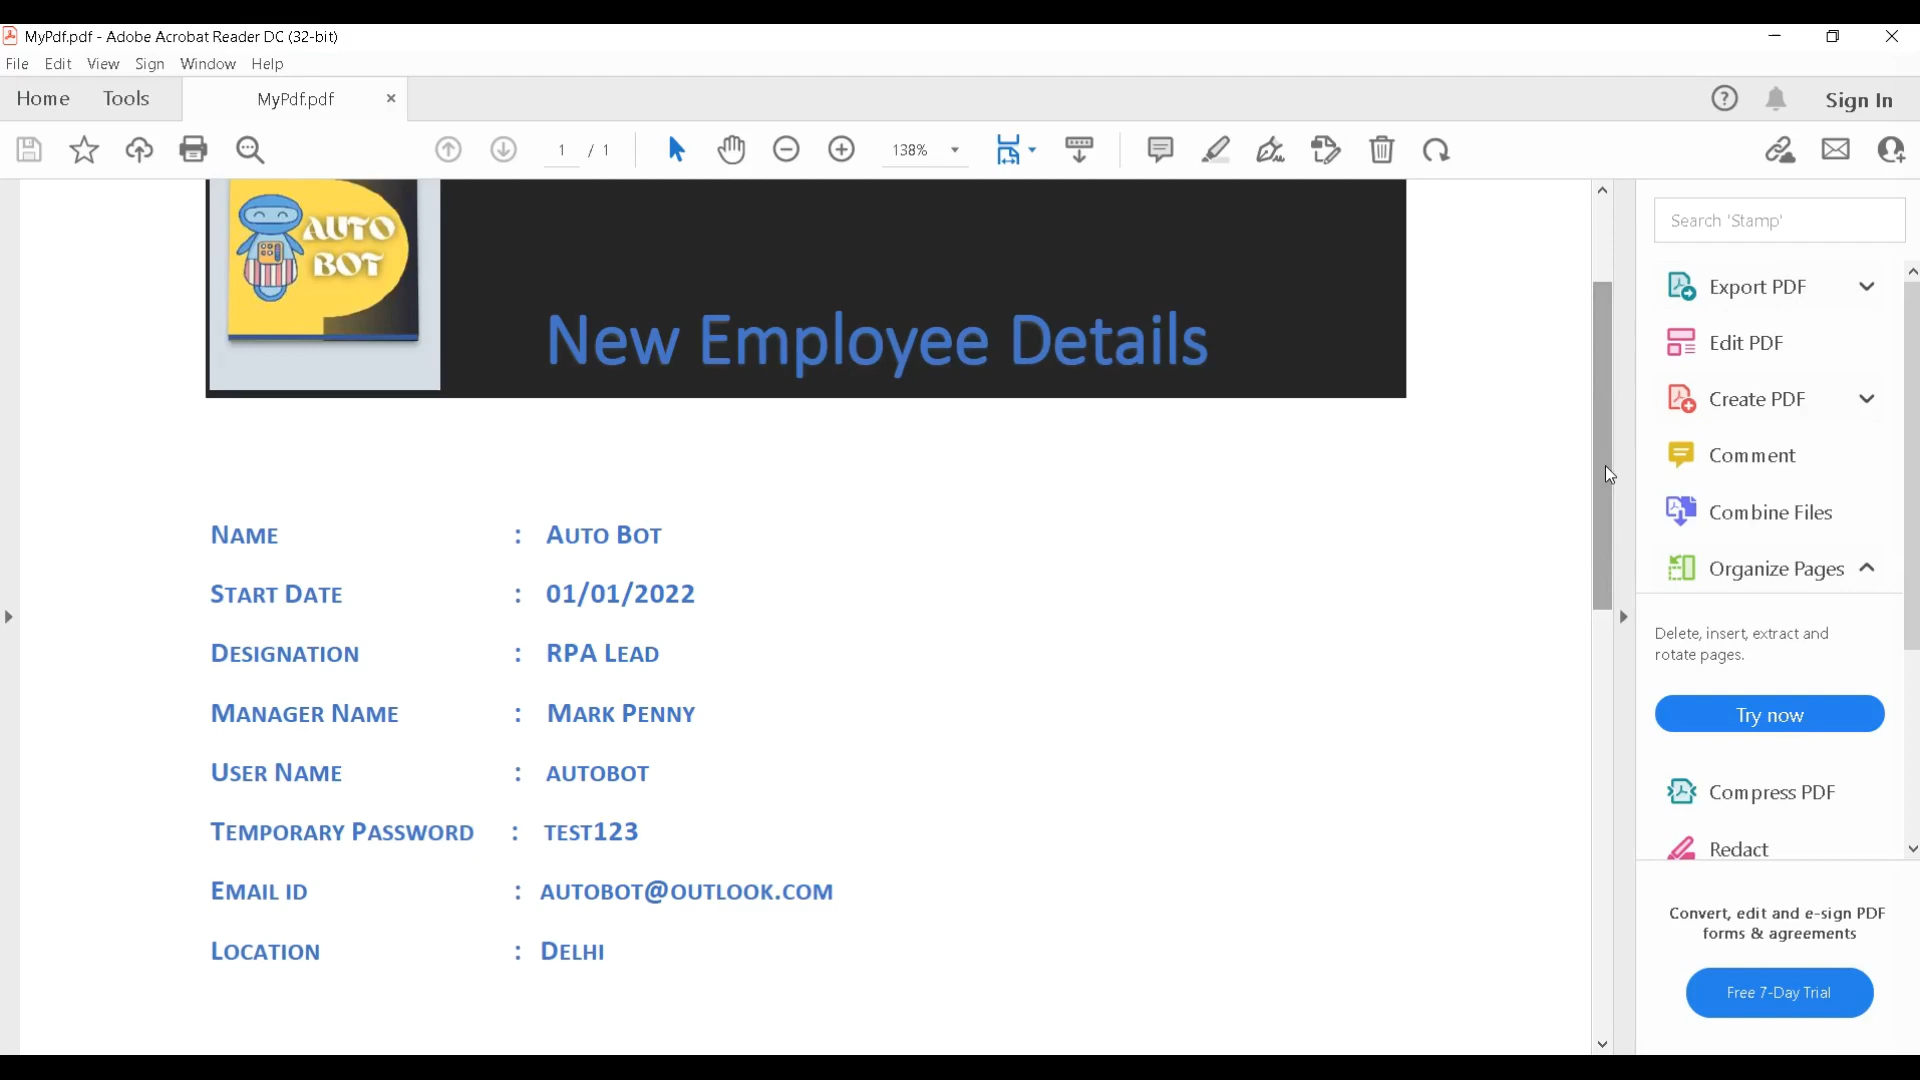 MyPdf.pdf - Adobe Acrobat Reader DC (32-bit)
File Edit View Sign Window Help
Home Tools MyPdf.pdf Sign In
1 / 1 138%
Search 'Stamp'
AUTO
BOT
New Employee Details
Export PDF
Edit PDF
Create PDF
Comment
Combine Files
Organize Pages
Delete, insert, extract and
rotate pages.
Try now
Compress PDF
Redact
Convert, edit and e-sign PDF
forms & agreements
Free 7-Day Trial
NAME : AUTO BOT
START DATE : 01/01/2022
DESIGNATION : RPA LEAD
MANAGER NAME : MARK PENNY
USER NAME : AUTOBOT
TEMPORARY PASSWORD : TEST123
EMAIL ID : AUTOBOT@OUTLOOK.COM
LOCATION : DELHI